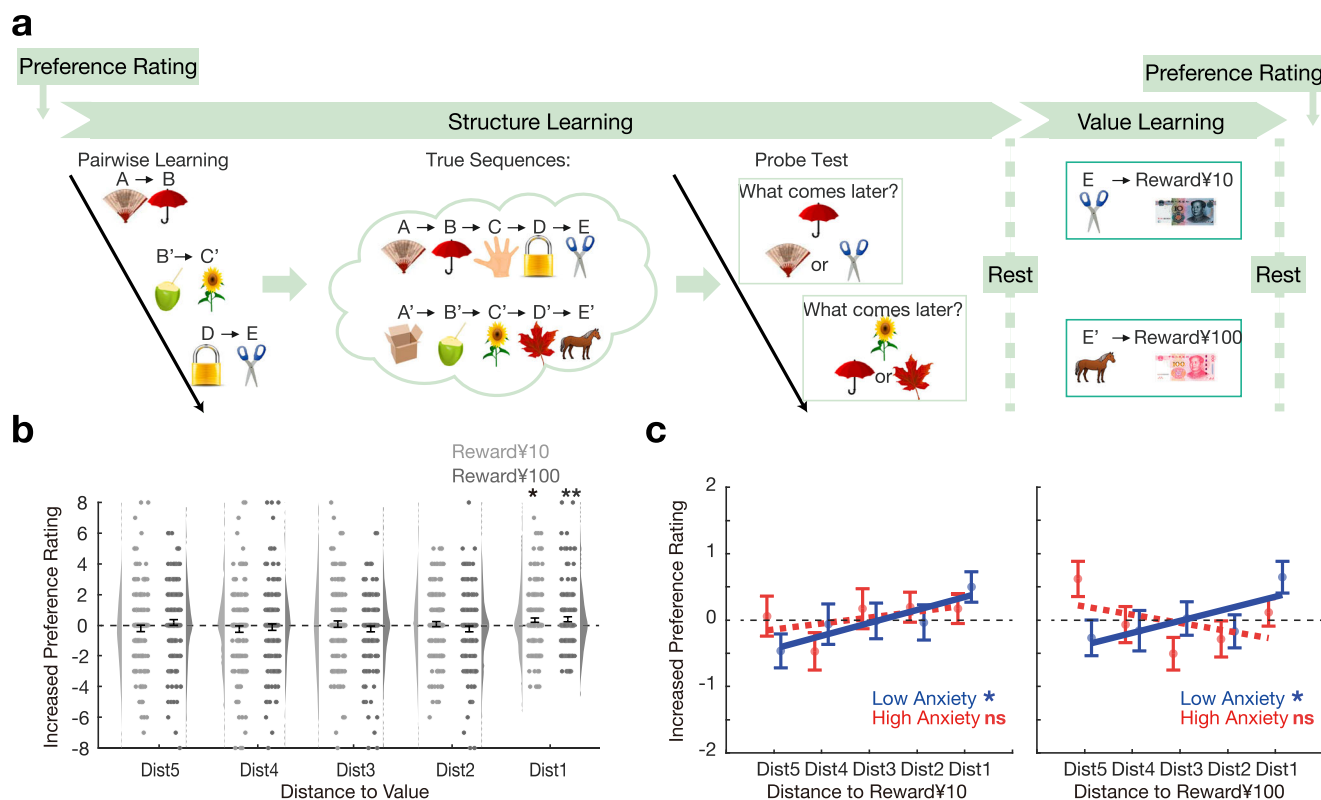 a
Preference Rating
Preference Rating
Structure Learning
Value Learning
Pairwise Learning
A → B
B’→ C’
D → E
True Sequences:
A → B → C → D → E
A’→ B’→ C’→ D’→ E’
Probe Test
What comes later?
or
What comes later?
or
Rest
E → Reward¥10
E’ → Reward¥100
Rest
b
Reward¥10
Reward¥100
* **
Increased Preference Rating
8
6
4
2
0
-2
-4
-6
-8
Dist5 Dist4 Dist3 Dist2 Dist1
Distance to Value
c
Increased Preference Rating
2
1
0
-1
-2
Low Anxiety *
High Anxiety ns
Dist5 Dist4 Dist3 Dist2 Dist1
Distance to Reward¥10
Low Anxiety *
High Anxiety ns
Dist5 Dist4 Dist3 Dist2 Dist1
Distance to Reward¥100